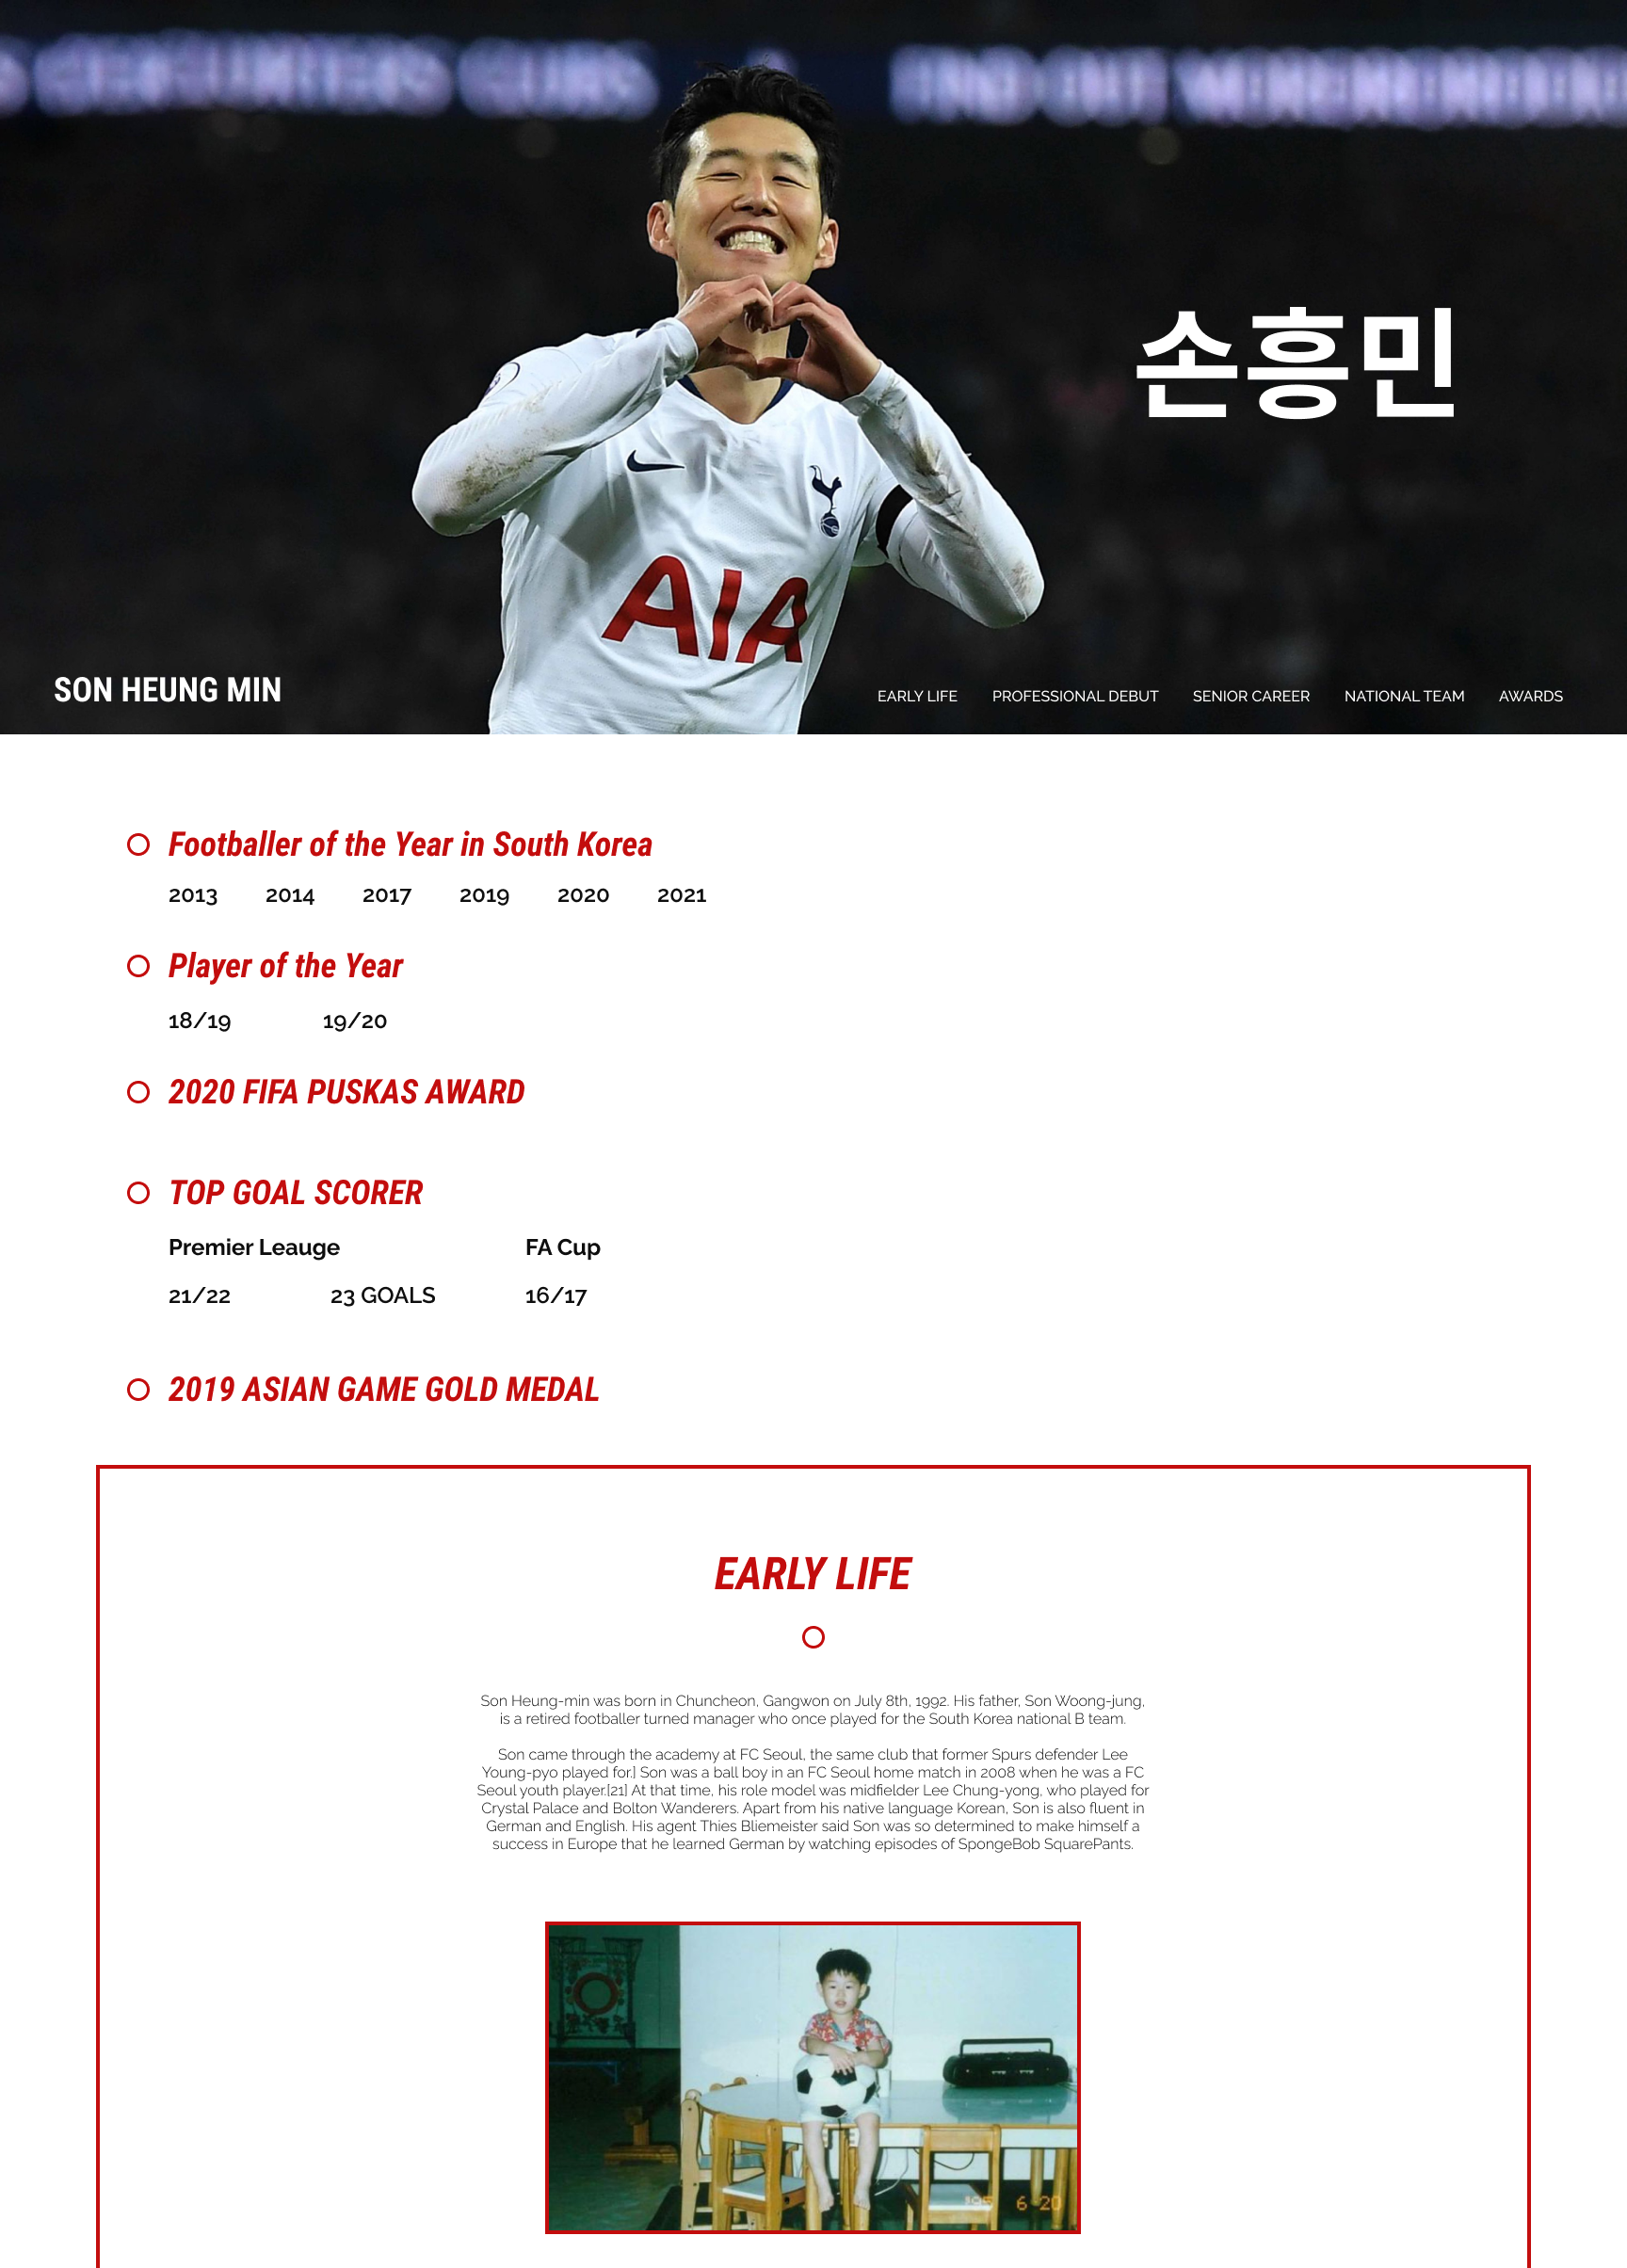 손흥민
AIA
SON HEUNG MIN
EARLY LIFE PROFESSIONAL DEBUT SENIOR CAREER NATIONAL TEAM AWARDS
Footballer of the Year in South Korea
2013 2014 2017 2019 2020 2021
Player of the Year
18/19 19/20
2020 FIFA PUSKAS AWARD
TOP GOAL SCORER
Premier Leauge FA Cup
21/22 23 GOALS 16/17
2019 ASIAN GAME GOLD MEDAL
EARLY LIFE
Son Heung-min was born in Chuncheon, Gangwon on July 8th, 1992. His father, Son Woong-jung,
is a retired footballer turned manager who once played for the South Korea national B team.
Son came through the academy at FC Seoul, the same club that former Spurs defender Lee
Young-pyo played for.] Son was a ball boy in an FC Seoul home match in 2008 when he was a FC
Seoul youth player.[21] At that time, his role model was midfielder Lee Chung-yong, who played for
Crystal Palace and Bolton Wanderers. Apart from his native language Korean, Son is also fluent in
German and English. His agent Thies Bliemeister said Son was so determined to make himself a
success in Europe that he learned German by watching episodes of SpongeBob SquarePants.
6 20